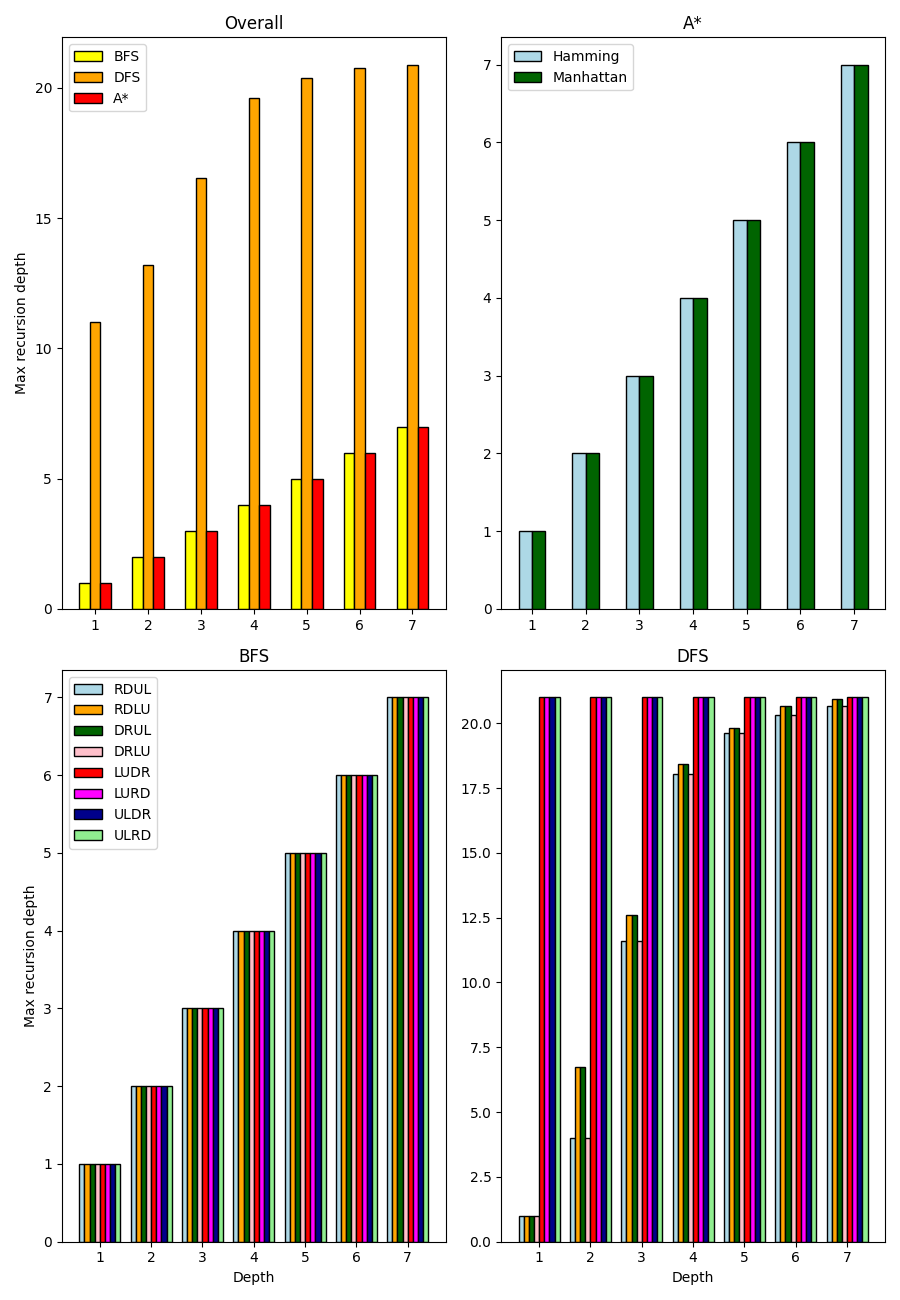 Overall
BFS
DFS
A*
Max recursion depth
20
15
10
5
0
1 2 3 4 5 6 7
A*
Hamming
Manhattan
7
6
5
4
3
2
1
0
1 2 3 4 5 6 7
BFS
RDUL
RDLU
DRUL
DRLU
LUDR
LURD
ULDR
ULRD
Max recursion depth
7
6
5
4
3
2
1
0
1 2 3 4 5 6 7
Depth
DFS
20.0
17.5
15.0
12.5
10.0
7.5
5.0
2.5
0.0
1 2 3 4 5 6 7
Depth